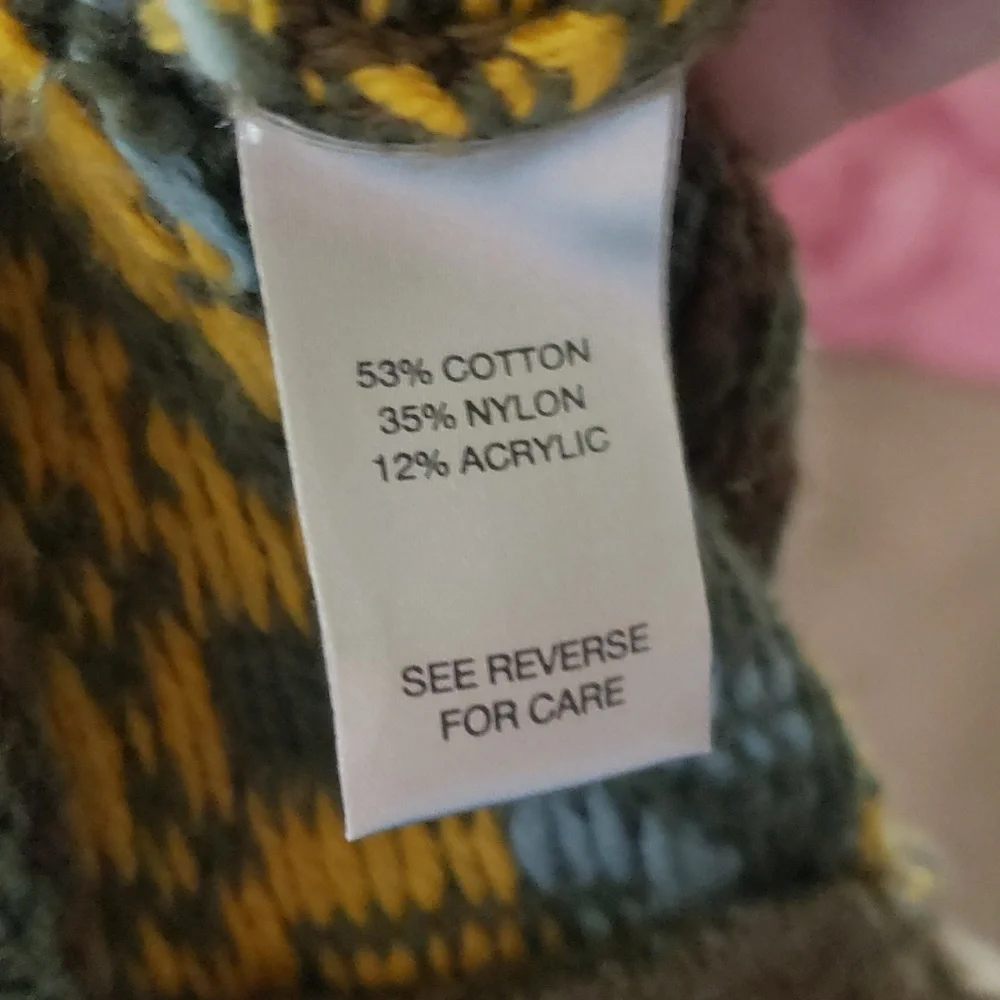 53% COTTON
35% NYLON
12% ACRYLIC
SEE REVERSE
FOR CARE